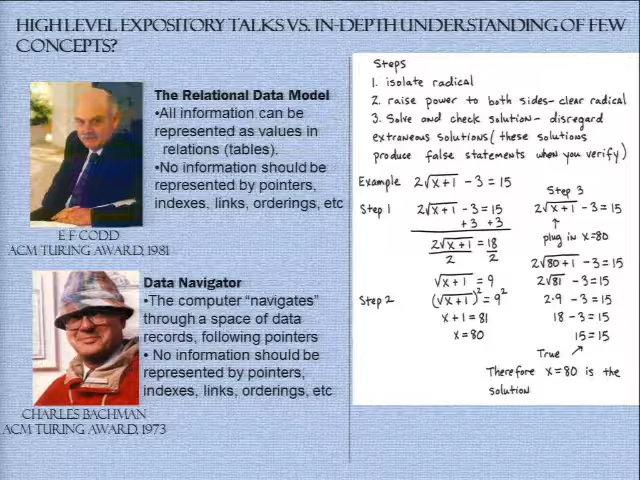 HIGH LEVEL EXPOSITORY TALKS VS. IN-DEPTH UNDERSTANDING OF FEW
CONCEPTS?
The Relational Data Model
•All information can be
represented as values in
relations (tables).
•No information should be
represented by pointers,
indexes, links, orderings, etc
E F CODD
ACM TURING AWARD, 1981
Data Navigator
•The computer “navigates”
through a space of data
records, following pointers
• No information should be
represented by pointers,
indexes, links, orderings, etc
CHARLES BACHMAN
ACM TURING AWARD, 1973
Steps
1. isolate radical
2. raise power to both sides- clear radical
3. Solve and check solution- disregard
extraneous solutions (these solutions
produce false statements when you verify)
Example 2√x+1 - 3 = 15
Step 1 2√x+1 - 3 = 15
+3 +3
2√x+1 = 18
2 2
√x+1 = 9
Step 2 (√x+1)² = 9²
x+1 = 81
x = 80
Step 3
2√x+1 - 3 = 15
↑
plug in x=80
2√80+1 - 3 = 15
2√81 - 3 = 15
2·9 - 3 = 15
18 - 3 = 15
15 = 15
True ↗
Therefore x=80 is the
solution